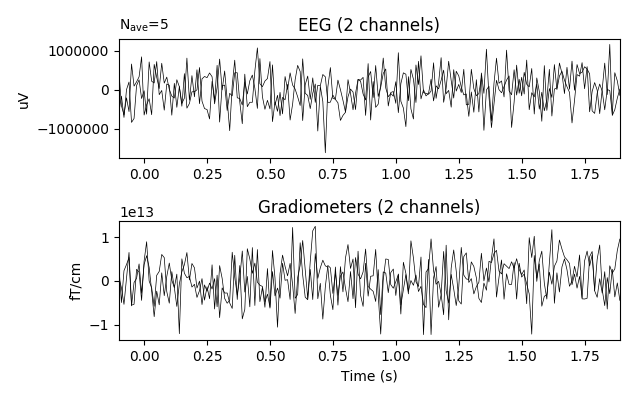 N_ave=5
EEG (2 channels)
1000000
0
−1000000
uV
0.00 0.25 0.50 0.75 1.00 1.25 1.50 1.75
1e13
Gradiometers (2 channels)
1
0
−1
fT/cm
0.00 0.25 0.50 0.75 1.00 1.25 1.50 1.75
Time (s)